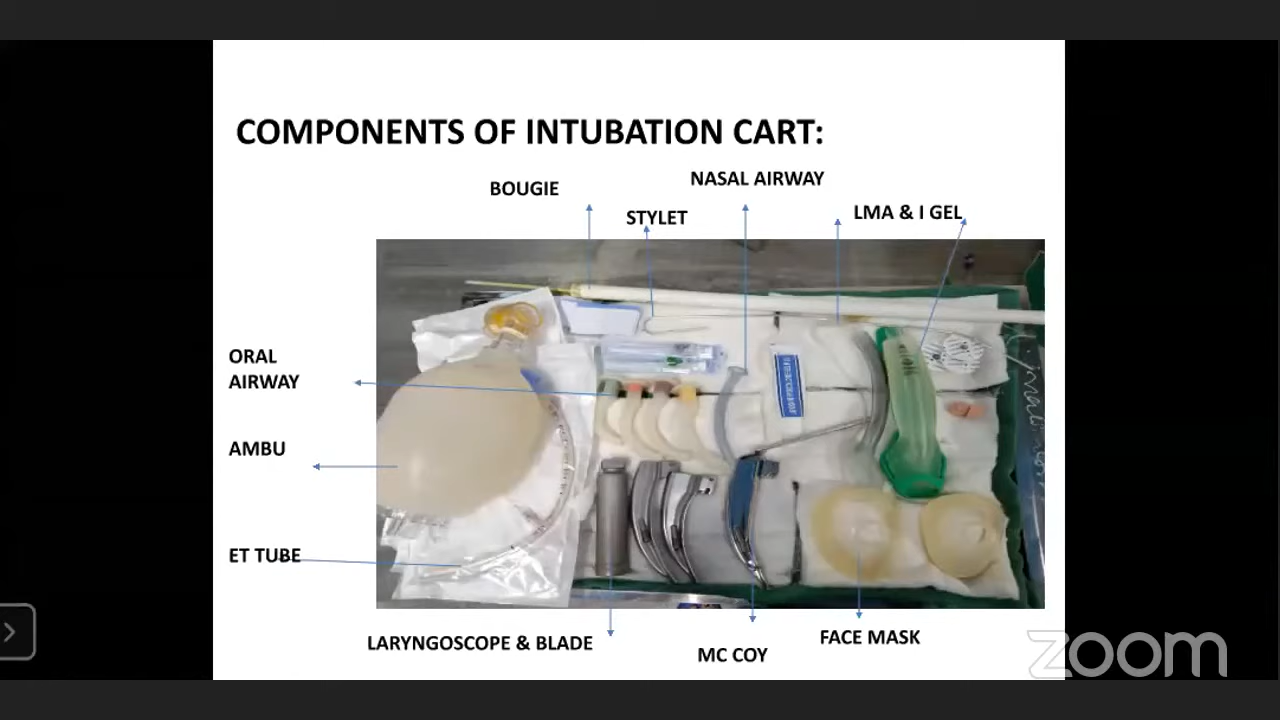 COMPONENTS OF INTUBATION CART:
BOUGIE
NASAL AIRWAY
STYLET
LMA & I GEL
ORAL
AIRWAY
AMBU
ET TUBE
LARYNGOSCOPE & BLADE
MC COY
FACE MASK
zoom